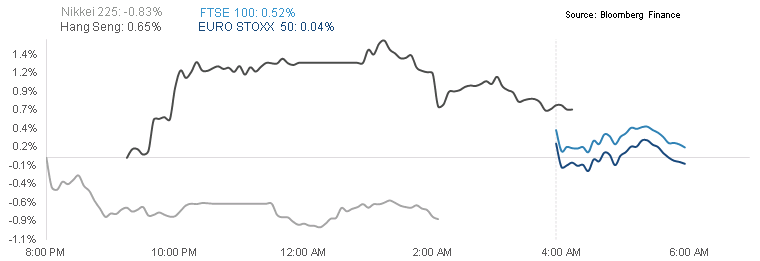 Nikkei 225: -0.83%
FTSE 100: 0.52%
Source: Bloomberg Finance
Hang Seng: 0.65%
EURO STOXX 50: 0.04%
1.4%
1.2%
0.9%
0.7%
0.4%
0.2%
-0.1%
-0.4%
-0.6%
-0.9%
-1.1%
8:00 PM
10:00 PM
12:00 AM
2:00 AM
4:00 AM
6:00 AM